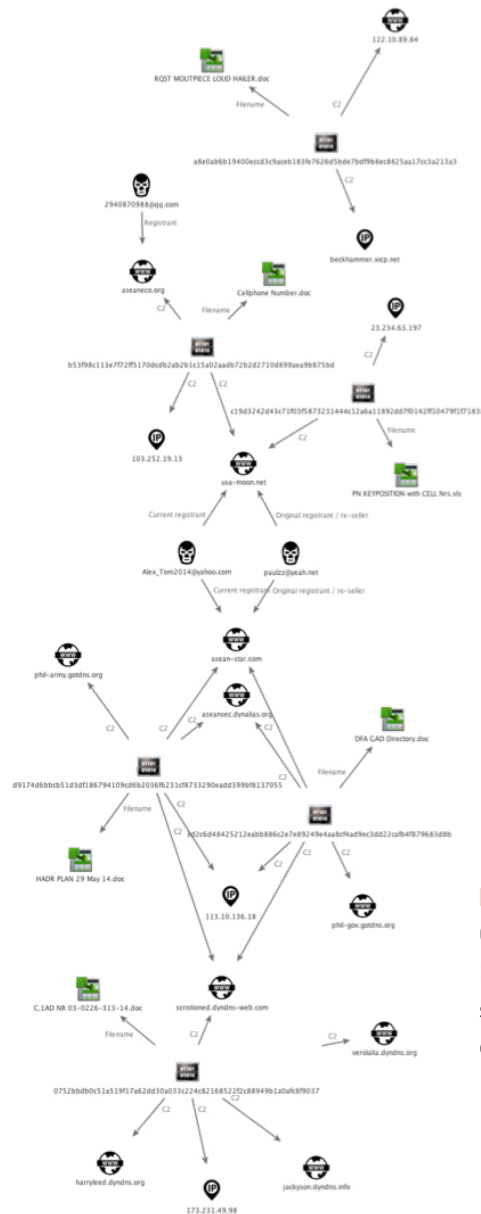 122.10.89.84
RQST MOUTPIECE LOUD HAILER.doc
Filename
C2
a8e0ab6b19400eccd3c9aceb183fe7626d5bde7bdf9b8ec8825aa17cc3a213a3
C2
2940870988@qq.com
Registrant
beckhammer.xicp.net
aseaneco.org
Cellphone Number.doc
C2
Filename
23.234.63.197
C2
b53f98c113e7f72ff5170dcdb2ab2b1c15a02aadb72b2d2710d899aea9b875bd
C2
C2
c19d3242d43c71f03f5873231444c12a6a11892dd7f0142ff10479f1f7183
C2
Filename
103.252.19.13
usa-moon.net
PN KEYPOSITION with CELL Nrs.xls
Current registrant
Original registrant / re-seller
Alex_Tom2014@yahoo.com
paulzz@yeah.net
Current registrant
Original registrant / re-seller
asean-star.com
phil-army.gotdns.org
aseansec.dynalias.org
C2
C2
C2
C2
C2
DFA GAD Directory.doc
Filename
d9174d6bbcb51d3df186794109cd6b2036f6231cf8733290eadd399bf8137055
Filename
C2
C2
3d2c6d48425212eabb886c2e7e89249e4aa8cf4ad9ec3dd22cafb4f879683d8b
C2
C2
C2
HADR PLAN 29 May 14.doc
113.10.136.18
phil-gov.gotdns.org
C,1AD NR 03-0226-313-14.doc
scristioned.dyndns-web.com
Filename
C2
C2
verolalia.dyndns.org
0752bbdb0c51a519f17a62dd30a033c224c82168522f2c88949b1a0afc8f9037
C2
C2
C2
harryleed.dyndns.org
173.231.49.98
jackyson.dyndns.info